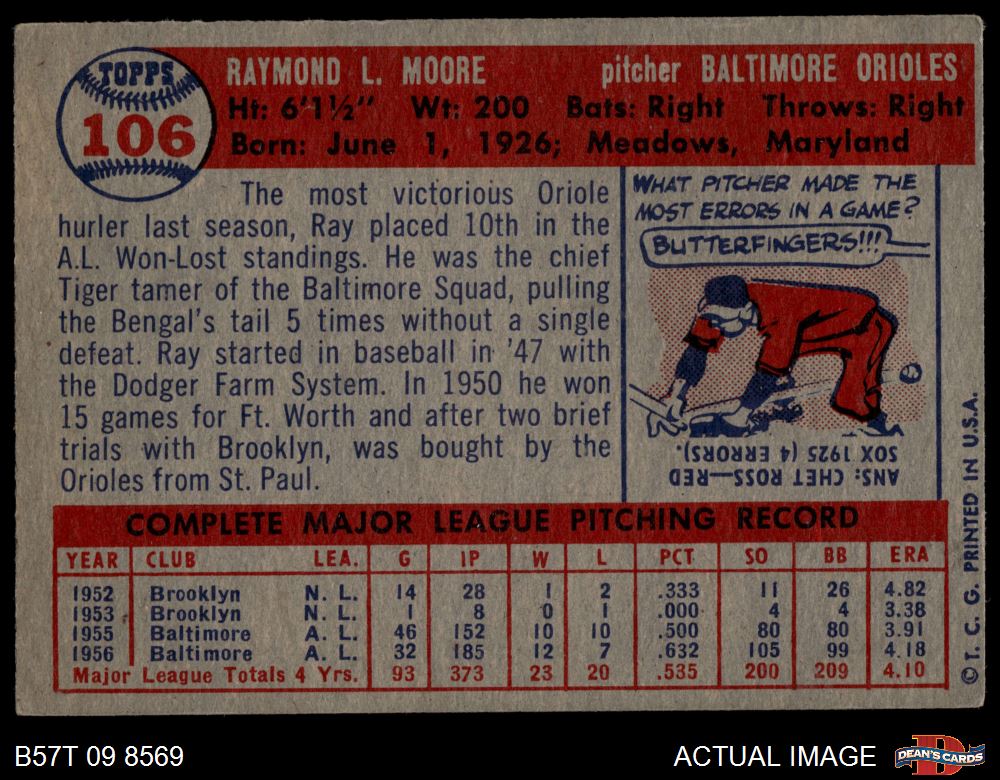 TOPPS
106
RAYMOND L. MOORE pitcher BALTIMORE ORIOLES
Ht: 6'1½" Wt: 200 Bats: Right Throws: Right
Born: June 1, 1926; Meadows, Maryland
The most victorious Oriole
hurler last season, Ray placed 10th in the
A.L. Won-Lost standings. He was the chief
Tiger tamer of the Baltimore Squad, pulling
the Bengal's tail 5 times without a single
defeat. Ray started in baseball in '47 with
the Dodger Farm System. In 1950 he won
15 games for Ft. Worth and after two brief
trials with Brooklyn, was bought by the
Orioles from St. Paul.
WHAT PITCHER MADE THE
MOST ERRORS IN A GAME?
BUTTERFINGERS!!!
ANS: CHET ROSS—RED
SOX 1925 (4 ERRORS).
COMPLETE MAJOR LEAGUE PITCHING RECORD
YEAR CLUB LEA. G IP W L PCT SO BB ERA
1952 Brooklyn N. L. 14 28 1 2 .333 11 26 4.82
1953 Brooklyn N. L. 1 8 0 1 .000 4 4 3.38
1955 Baltimore A. L. 46 152 10 10 .500 80 80 3.91
1956 Baltimore A. L. 32 185 12 7 .632 105 99 4.18
Major League Totals 4 Yrs. 93 373 23 20 .535 200 209 4.10
© T. C. G. PRINTED IN U.S.A.
B57T 09 8569
ACTUAL IMAGE
D
DEAN'S CARDS